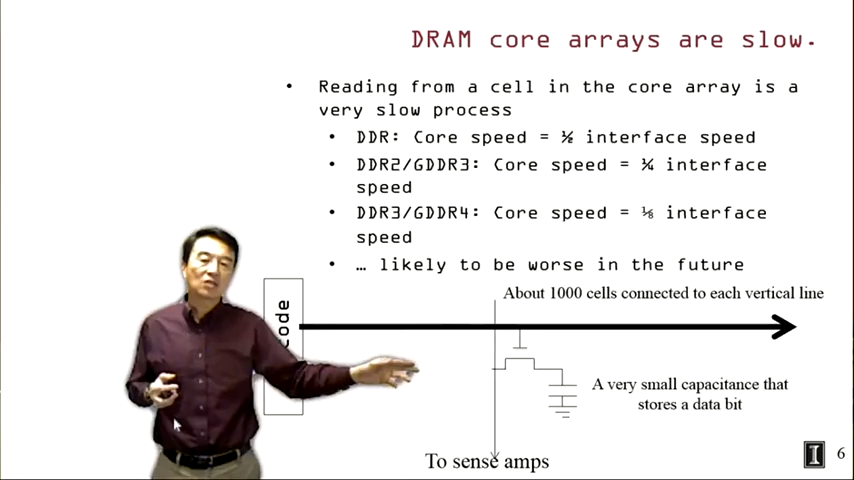 DRAM core arrays are slow.
• Reading from a cell in the core array is a
very slow process
• DDR: Core speed = ½ interface speed
• DDR2/GDDR3: Core speed = ¼ interface
speed
• DDR3/GDDR4: Core speed = ⅛ interface
speed
• … likely to be worse in the future
About 1000 cells connected to each vertical line
A very small capacitance that
stores a data bit
To sense amps
I 6